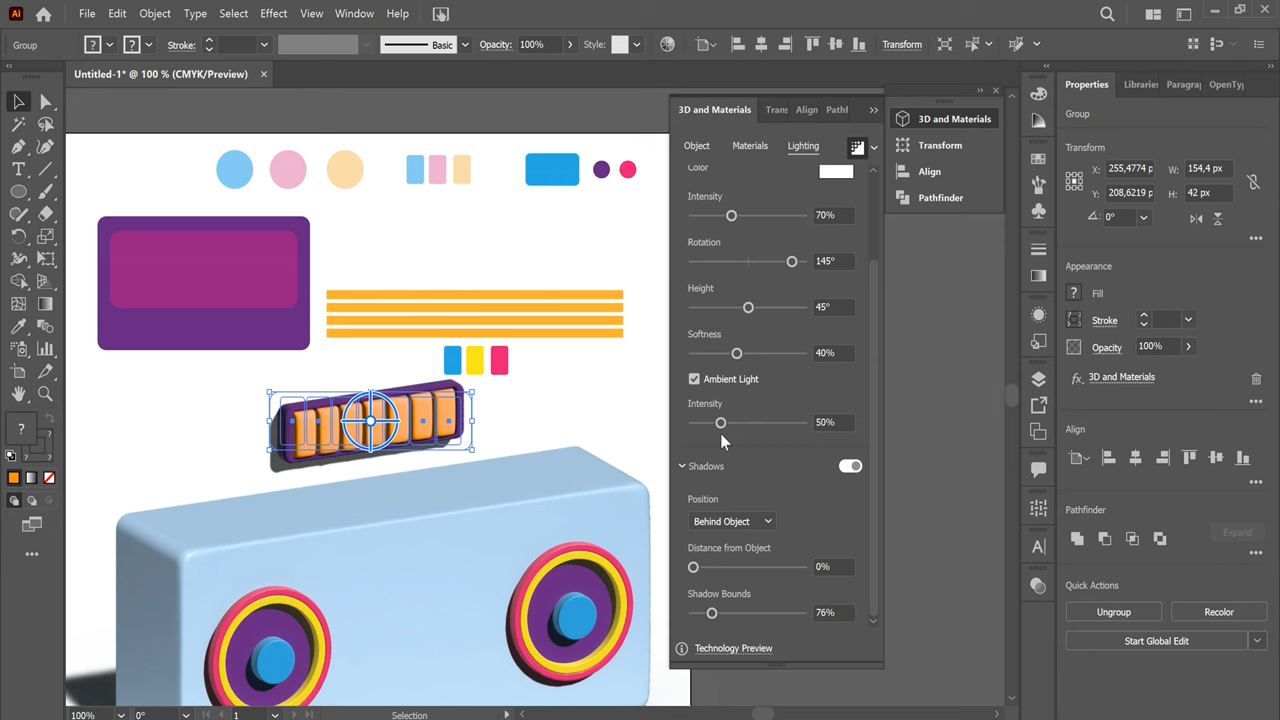 Ai File Edit Object Type Select Effect View Window Help
Group ? ? Stroke: Basic Opacity: 100% Style: Transform
Untitled-1* @ 100 % (CMYK/Preview)
3D and Materials Trans Align Pathf
Object Materials Lighting
Color
Intensity
70%
Rotation
145°
Height
45°
Softness
40%
Ambient Light
Intensity
50%
Shadows
Position
Behind Object
Distance from Object
0%
Shadow Bounds
76%
Technology Preview
3D and Materials
Transform
Align
Pathfinder
Properties Libraries Paragra OpenTy
Group
Transform
X: 255,4774 p W: 154,4 px
Y: 208,6219 p H: 42 px
0°
Appearance
? Fill
Stroke
Opacity 100%
fx 3D and Materials
Align
Pathfinder
Expand
Quick Actions
Ungroup Recolor
Start Global Edit
?
100% 0° 1 Selection